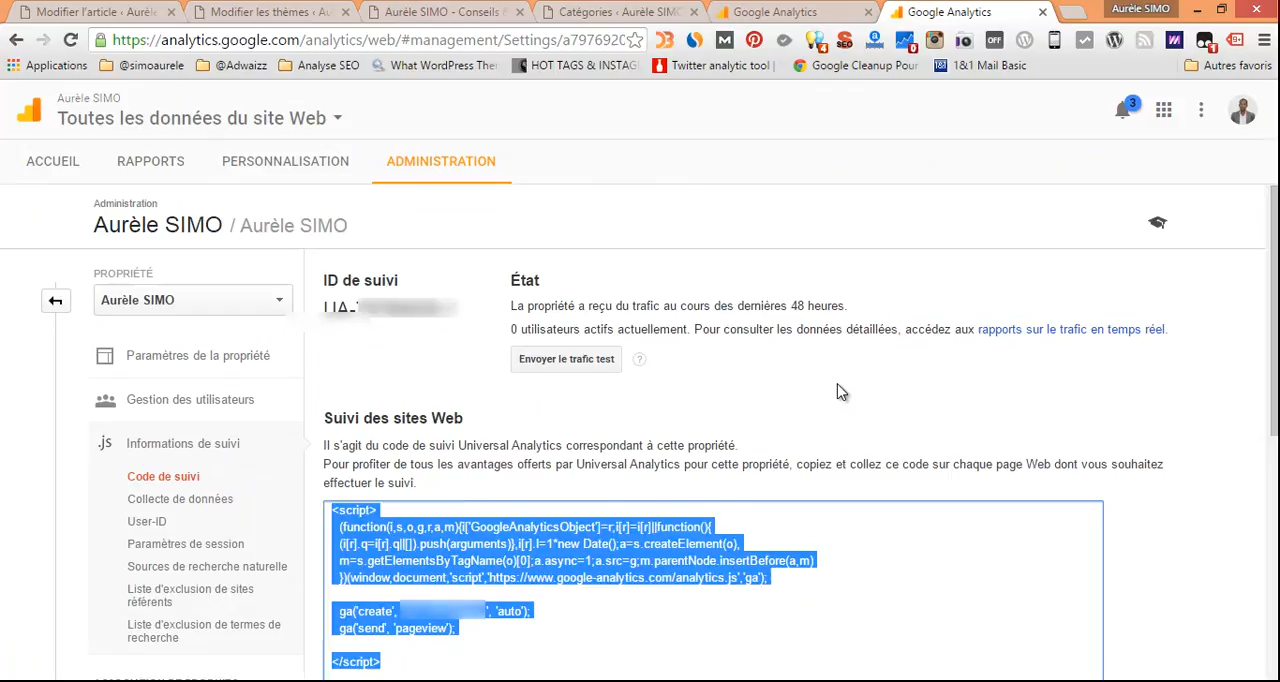 Modifier l'article ‹ Aurèle
Modifier les thèmes ‹ Au
Aurèle SIMO - Conseils &
Catégories ‹ Aurèle SIMO
Google Analytics
Google Analytics
Aurèle SIMO
https://analytics.google.com/analytics/web/#management/Settings/a7976920
Applications
@simoaurele
@Adwaizz
Analyse SEO
What WordPress The
HOT TAGS & INSTAG
Twitter analytic tool |
Google Cleanup Pour
1&1 Mail Basic
Autres favoris
Aurèle SIMO
Toutes les données du site Web
3
ACCUEIL
RAPPORTS
PERSONNALISATION
ADMINISTRATION
Administration
Aurèle SIMO / Aurèle SIMO
PROPRIÉTÉ
Aurèle SIMO
Paramètres de la propriété
Gestion des utilisateurs
.js Informations de suivi
Code de suivi
Collecte de données
User-ID
Paramètres de session
Sources de recherche naturelle
Liste d'exclusion de sites
référents
Liste d'exclusion de termes de
recherche
ID de suivi
UA-
État
La propriété a reçu du trafic au cours des dernières 48 heures.
0 utilisateurs actifs actuellement. Pour consulter les données détaillées, accédez aux rapports sur le trafic en temps réel.
Envoyer le trafic test
?
Suivi des sites Web
Il s'agit du code de suivi Universal Analytics correspondant à cette propriété.
Pour profiter de tous les avantages offerts par Universal Analytics pour cette propriété, copiez et collez ce code sur chaque page Web dont vous souhaitez
effectuer le suivi.
<script>
(function(i,s,o,g,r,a,m){i['GoogleAnalyticsObject']=r;i[r]=i[r]||function(){
(i[r].q=i[r].q||[]).push(arguments)},i[r].l=1*new Date();a=s.createElement(o),
m=s.getElementsByTagName(o)[0];a.async=1;a.src=g;m.parentNode.insertBefore(a,m)
})(window,document,'script','https://www.google-analytics.com/analytics.js','ga');
ga('create', ', 'auto');
ga('send', 'pageview');
</script>